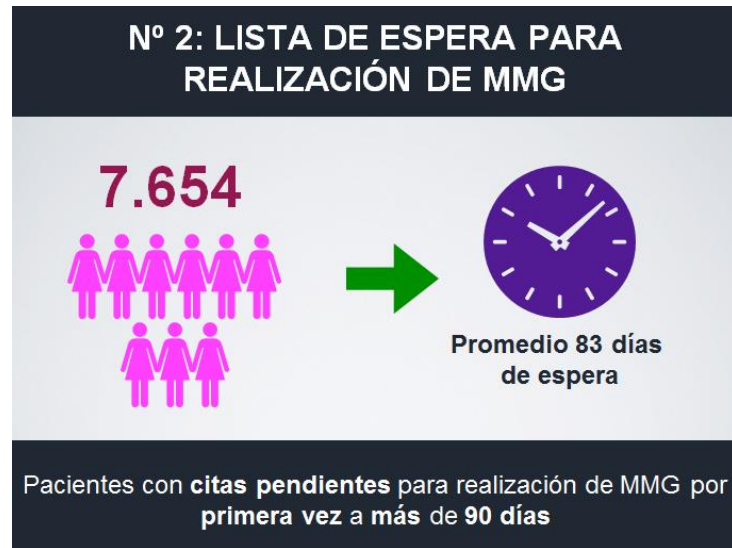 Nº 2: LISTA DE ESPERA PARA
REALIZACIÓN DE MMG
7.654
Promedio 83 días
de espera
Pacientes con citas pendientes para realización de MMG por
primera vez a más de 90 días